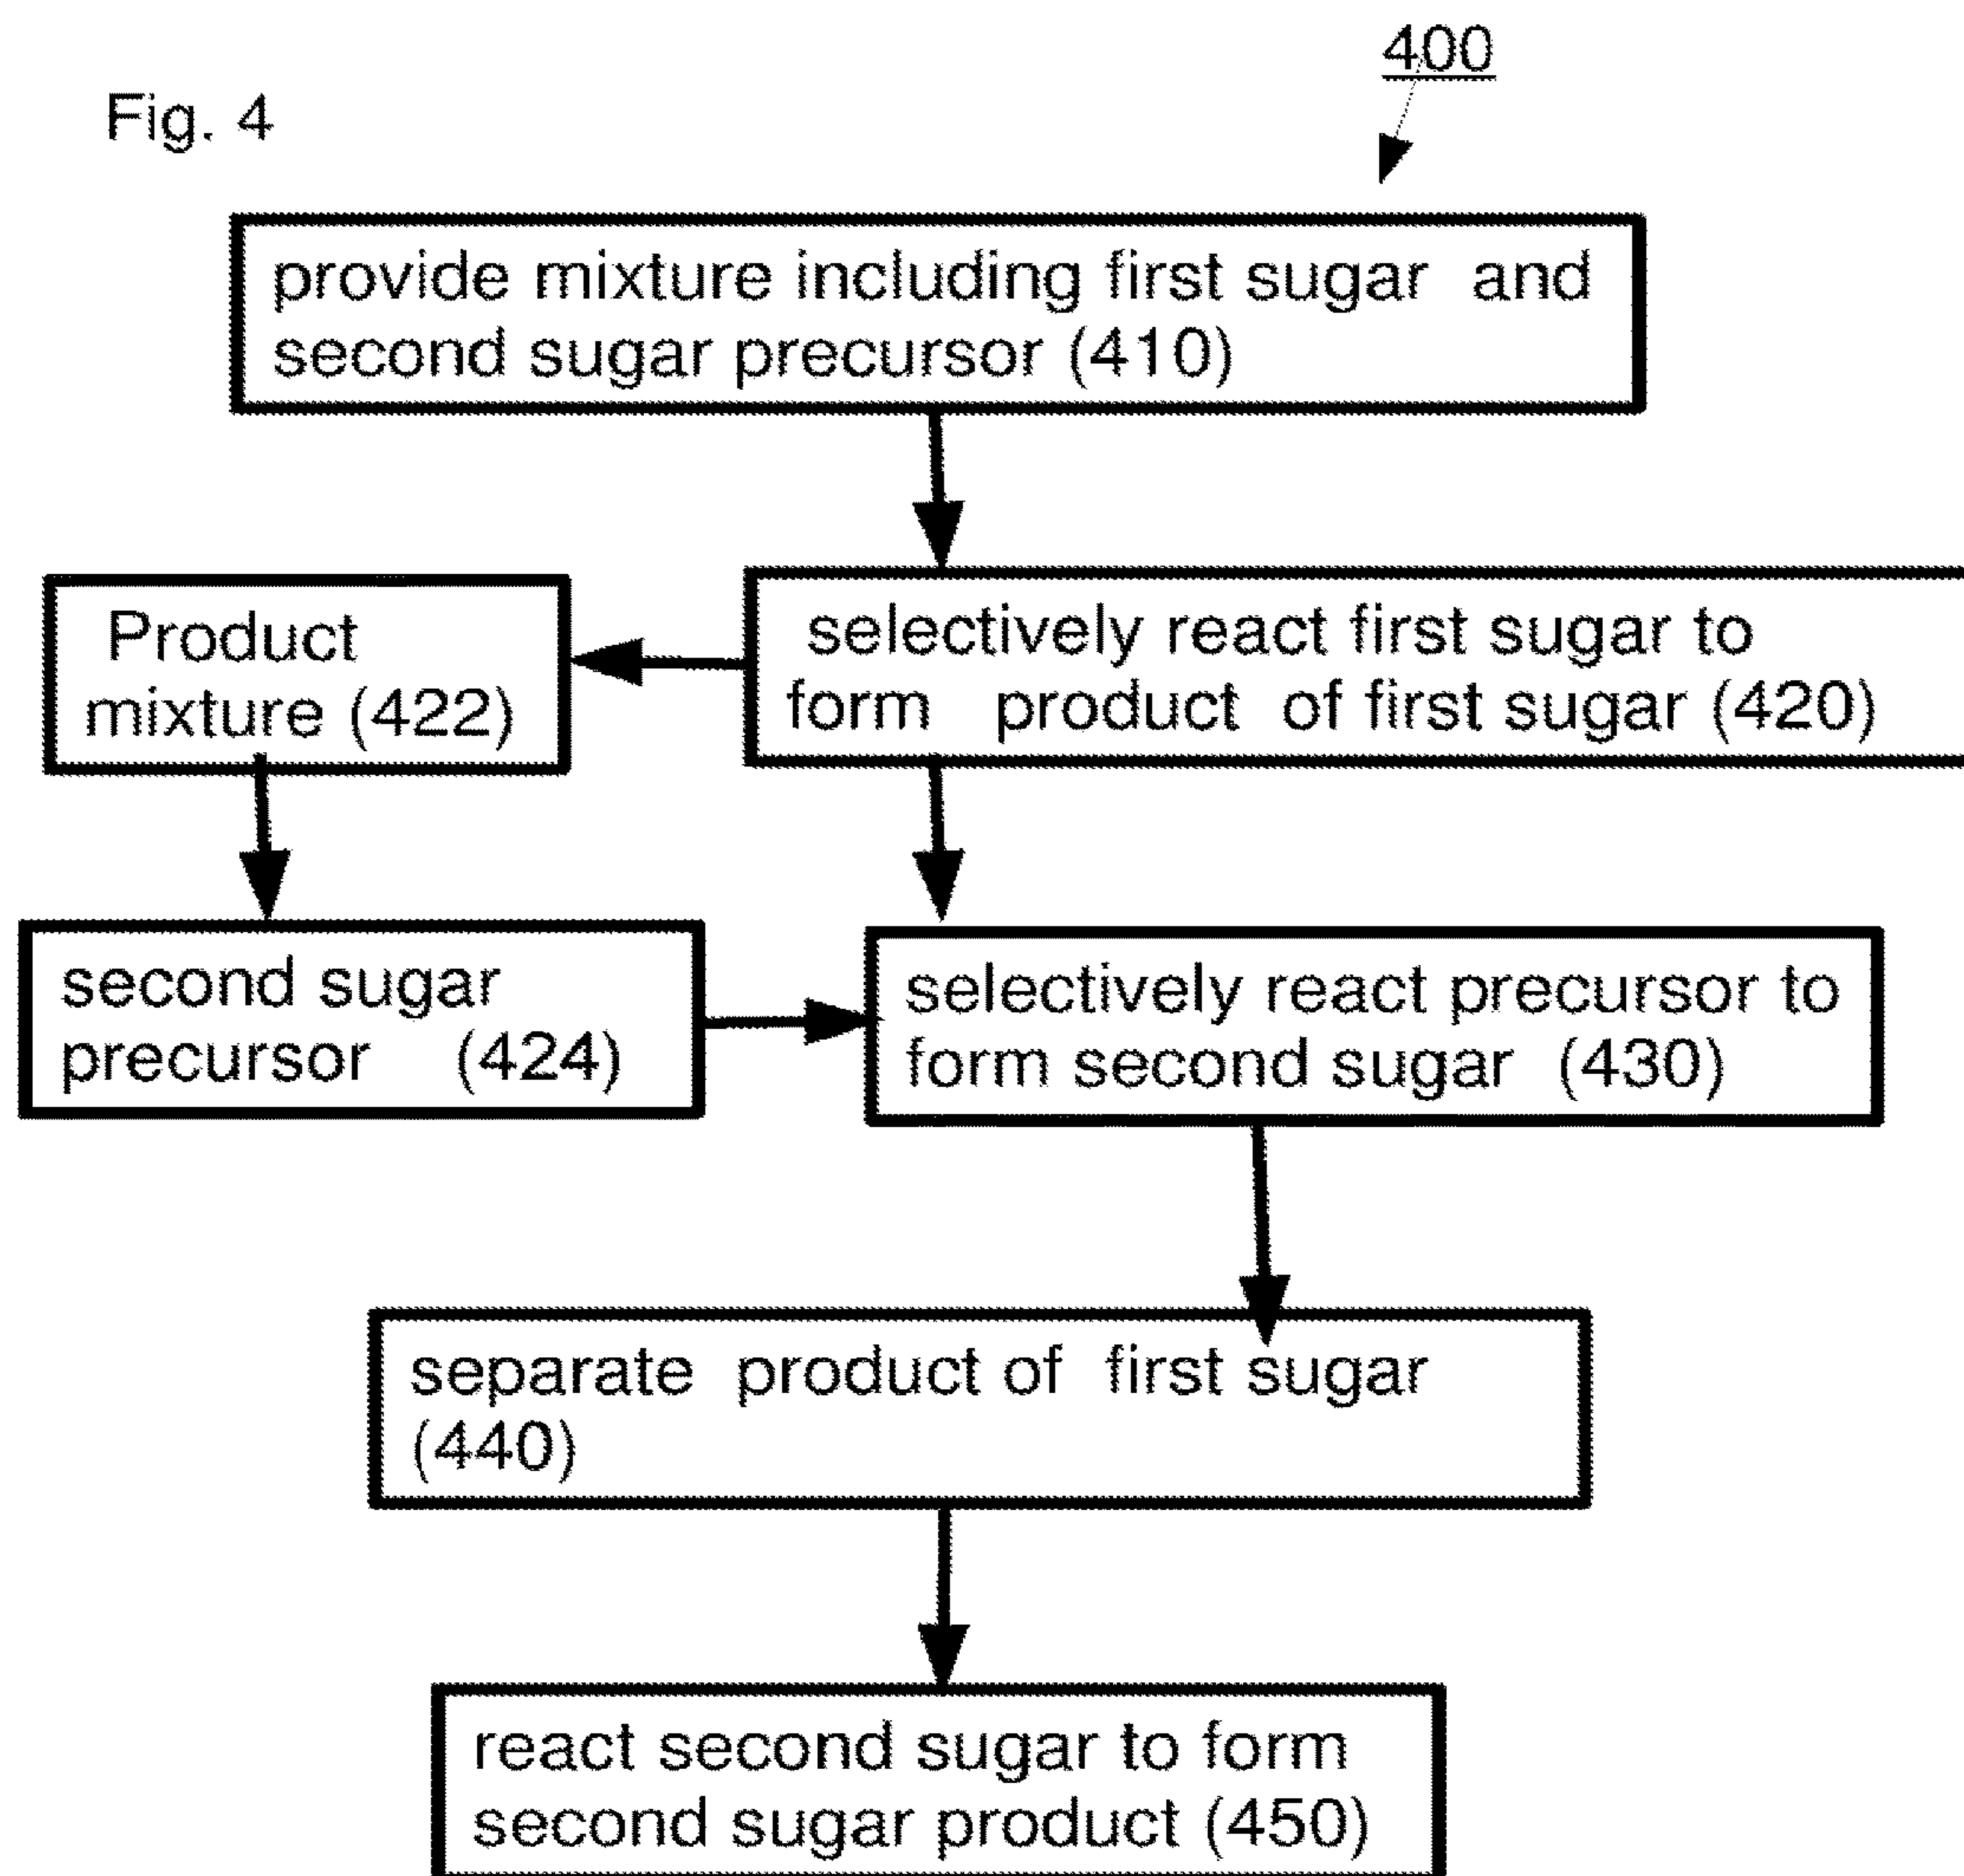 400
Fig. 4
provide mixture including first sugar and
second sugar precursor (410)
Product
mixture (422)
selectively react first sugar to
form product of first sugar (420)
second sugar
precursor (424)
selectively react precursor to
form second sugar (430)
separate product of first sugar
(440)
react second sugar to form
second sugar product (450)